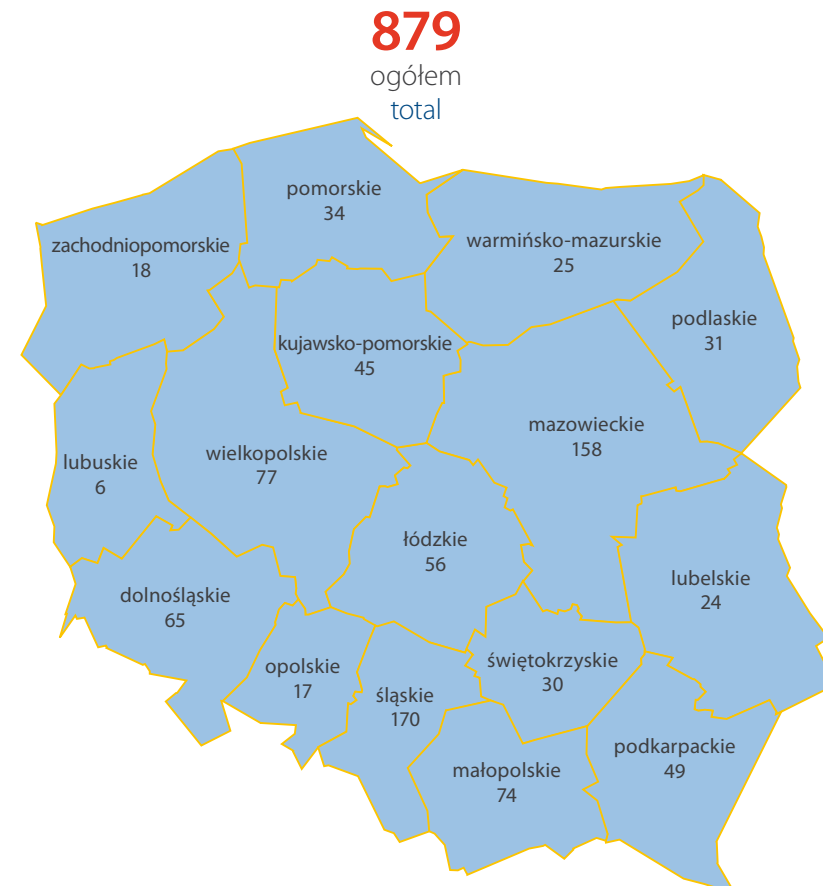 879
ogółem
total
pomorskie
34
zachodniopomorskie
18
warmińsko-mazurskie
25
podlaskie
31
kujawsko-pomorskie
45
mazowieckie
158
wielkopolskie
77
lubuskie
6
łódzkie
56
lubelskie
24
dolnośląskie
65
opolskie
17
śląskie
170
świętokrzyskie
30
podkarpackie
49
małopolskie
74